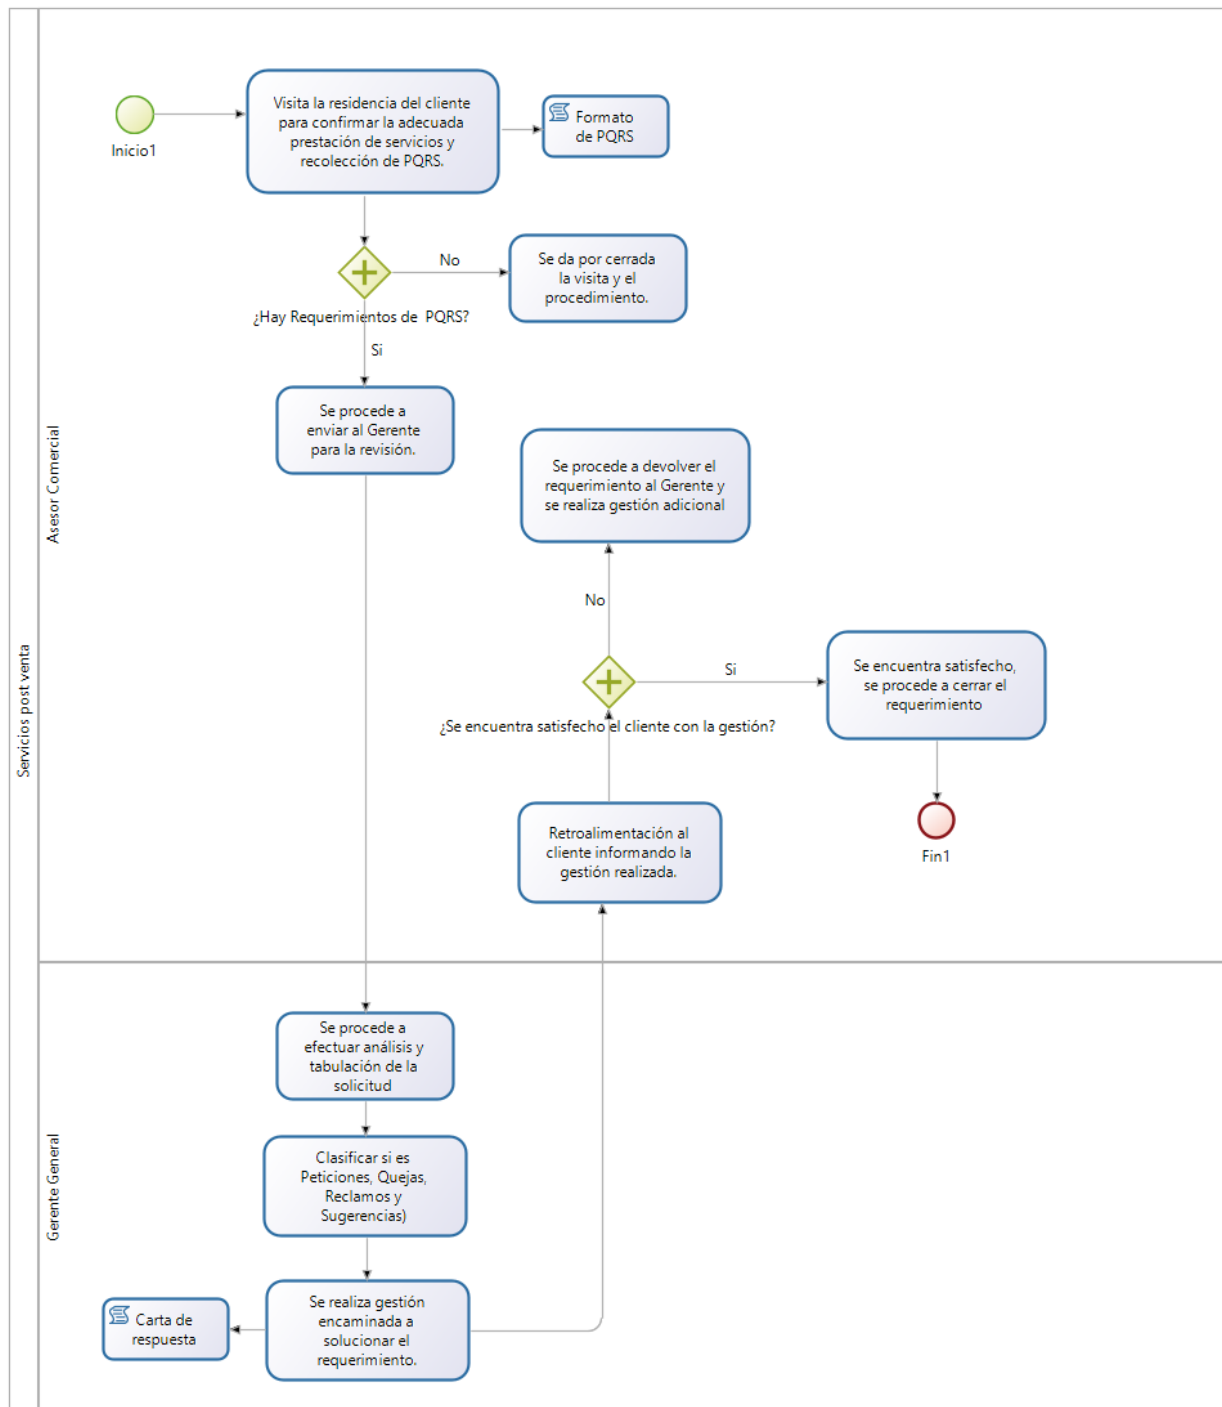 Servicios post venta
Asesor Comercial
Inicio1
Visita la residencia del cliente
para confirmar la adecuada
prestación de servicios y
recolección de PQRS.
Formato
de PQRS
¿Hay Requerimientos de  PQRS?
No
Se da por cerrada
la visita y el
procedimiento.
Si
Se procede a
enviar al Gerente
para la revisión.
Se procede a devolver el
requerimiento al Gerente y
se realiza gestión adicional
No
¿Se encuentra satisfecho el cliente con la gestión?
Si
Se encuentra satisfecho,
se procede a cerrar el
requerimiento
Retroalimentación al
cliente informando la
gestión realizada.
Fin1
Gerente General
Se procede a
efectuar análisis y
tabulación de la
solicitud
Clasificar si es
Peticiones, Quejas,
Reclamos y
Sugerencias)
Se realiza gestión
encaminada a
solucionar el
requerimiento.
Carta de
respuesta